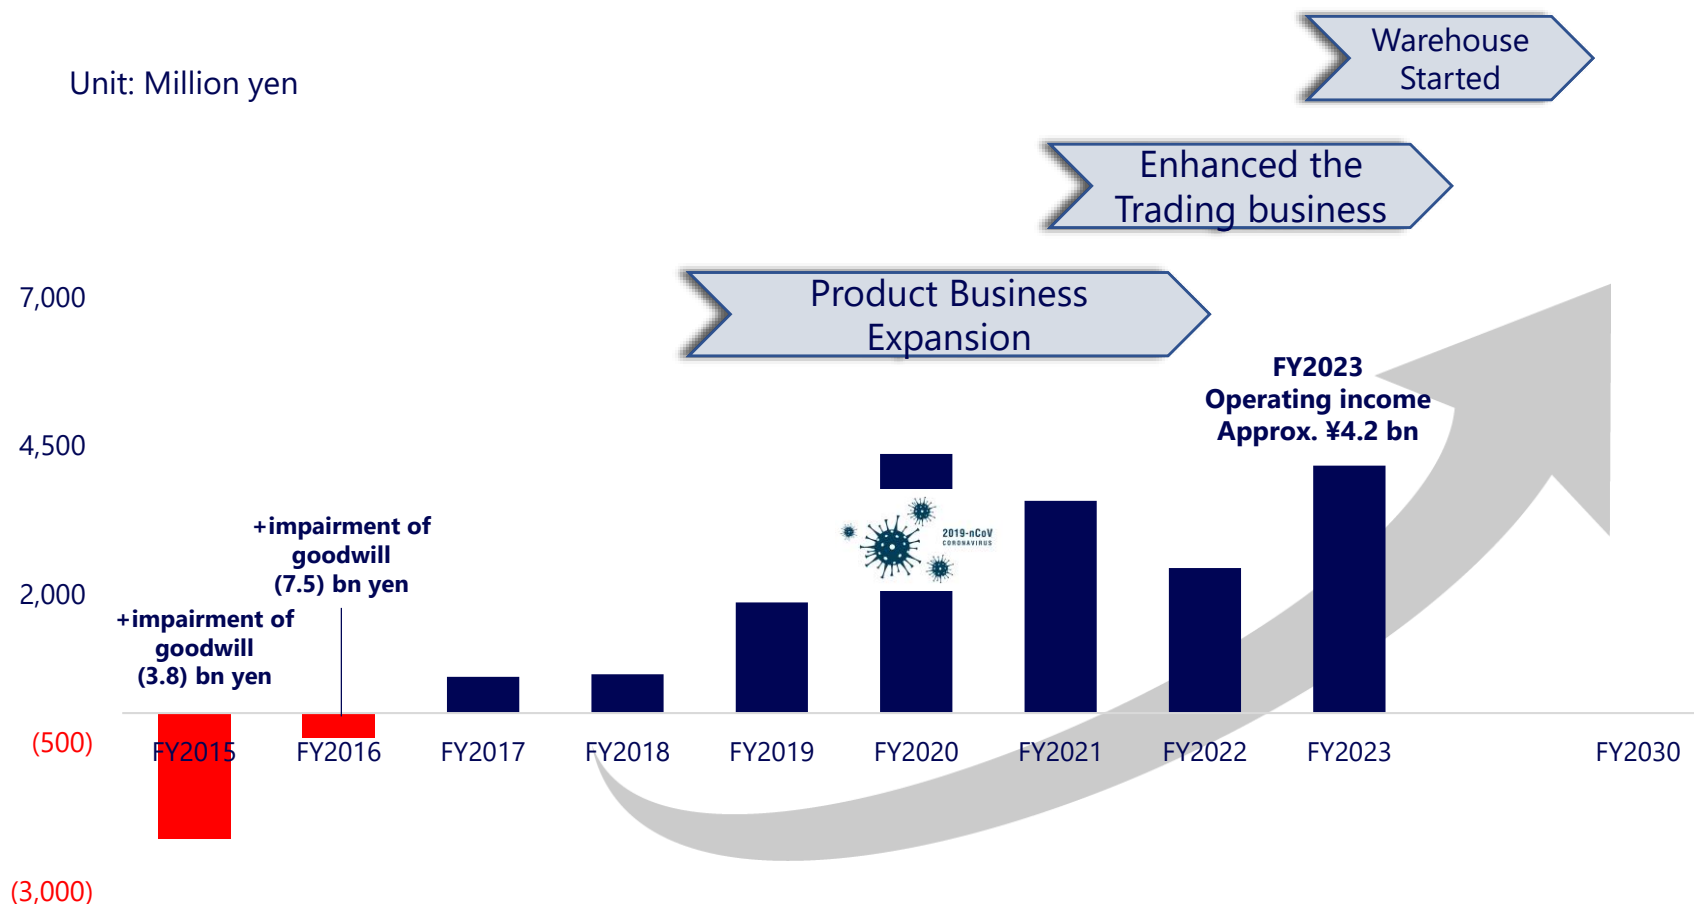 Warehouse
Started
Unit: Million yen
Enhanced the
Trading business
Product Business
Expansion
7,000
FY2023
Operating income
Approx. ¥4.2 bn
4,500
+impairment of
goodwill
(7.5) bn yen
2019-nCoV
CORONAVIRUS
2,000
+impairment of
goodwill
(3.8) bn yen
(500)
FY2015
FY2016
FY2017
FY2018
FY2019
FY2020
FY2021
FY2022
FY2023
FY2030
(3,000)